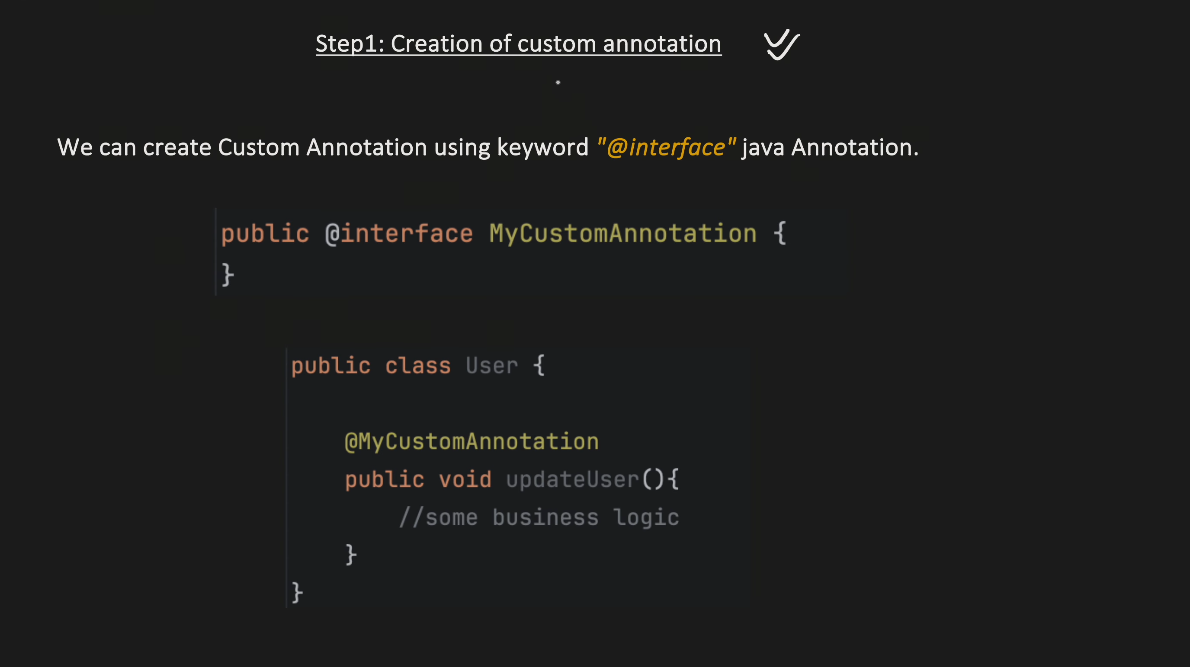 Step1: Creation of custom annotation
We can create Custom Annotation using keyword "@interface" java Annotation.
public @interface MyCustomAnnotation {
}
public class User {
@MyCustomAnnotation
public void updateUser(){
//some business logic
}
}